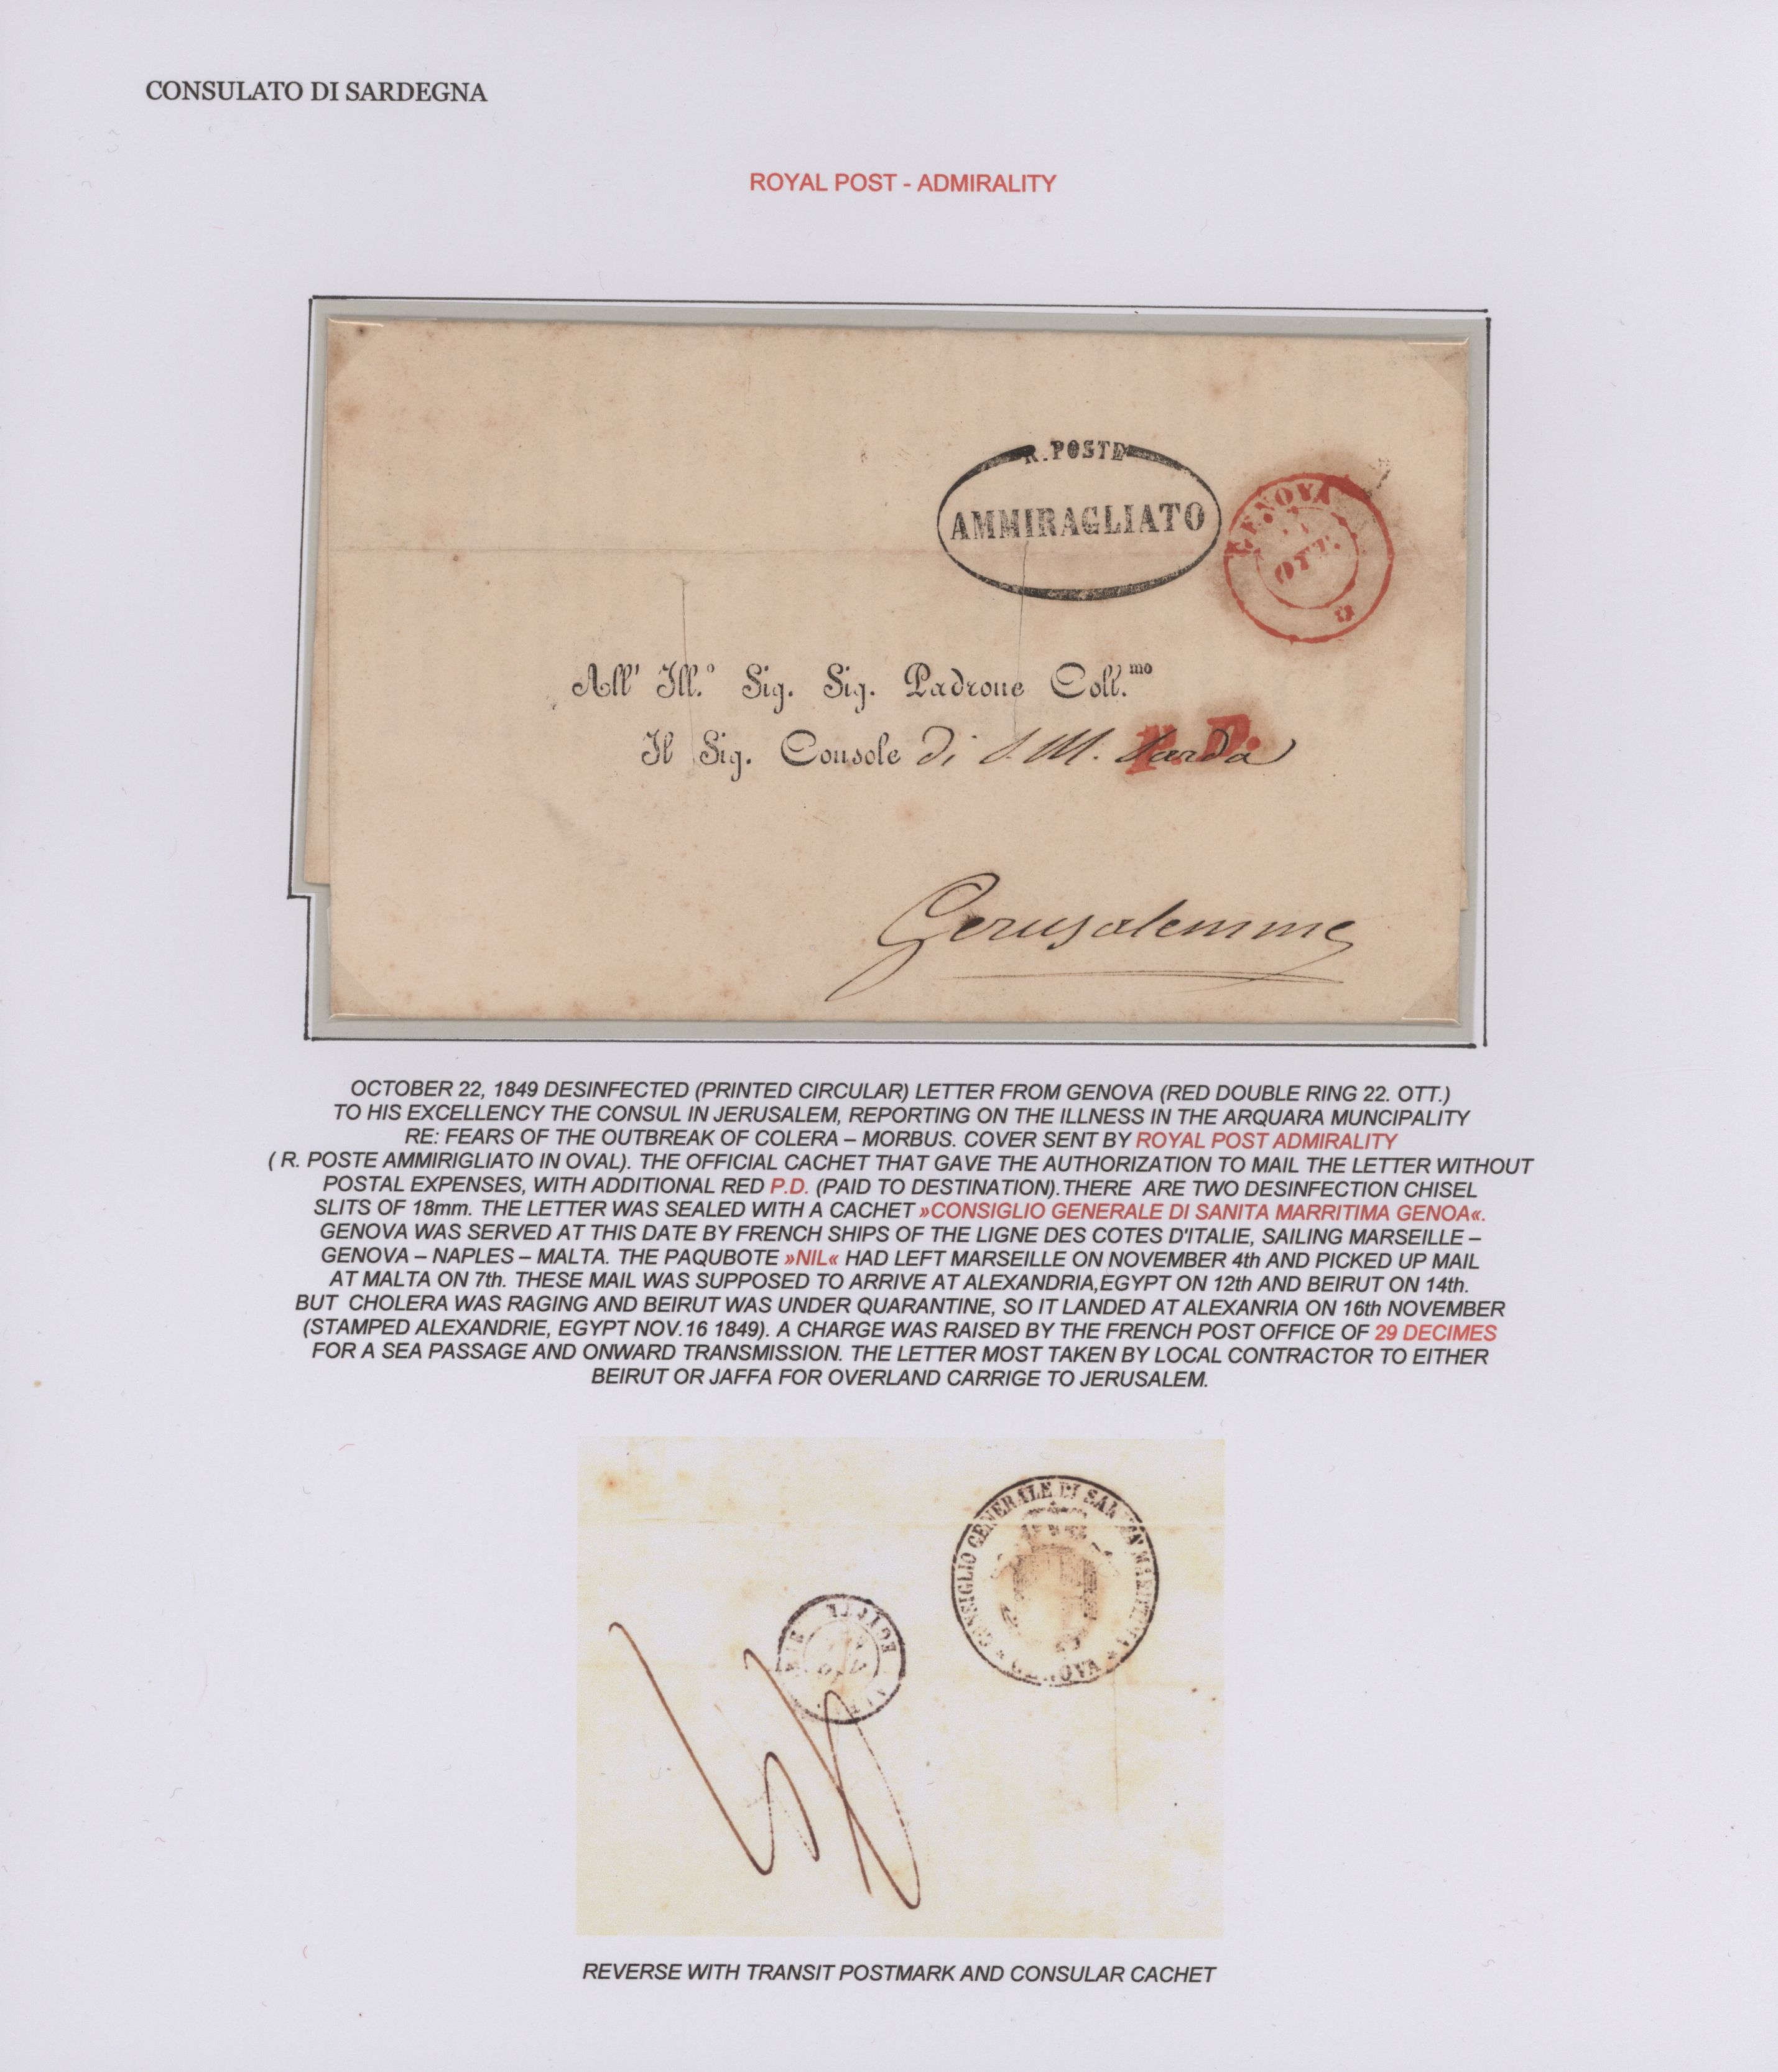 CONSULATO DI SARDEGNA
ROYAL POST - ADMIRALITY
R. POSTE
AMMIRAGLIATO
GENOVA
OTT.
All' Ill.º Sig. Sig. Padrone Coll.mo
Il Sig. Console di S. M. Sarda
P.D.
Gerusalemme
OCTOBER 22, 1849 DESINFECTED (PRINTED CIRCULAR) LETTER FROM GENOVA (RED DOUBLE RING 22. OTT.)
TO HIS EXCELLENCY THE CONSUL IN JERUSALEM, REPORTING ON THE ILLNESS IN THE ARQUARA MUNCIPALITY
RE: FEARS OF THE OUTBREAK OF COLERA – MORBUS. COVER SENT BY ROYAL POST ADMIRALITY
( R. POSTE AMMIRIGLIATO IN OVAL). THE OFFICIAL CACHET THAT GAVE THE AUTHORIZATION TO MAIL THE LETTER WITHOUT
POSTAL EXPENSES, WITH ADDITIONAL RED P.D. (PAID TO DESTINATION).THERE ARE TWO DESINFECTION CHISEL
SLITS OF 18mm. THE LETTER WAS SEALED WITH A CACHET »CONSIGLIO GENERALE DI SANITA MARRITIMA GENOA«.
GENOVA WAS SERVED AT THIS DATE BY FRENCH SHIPS OF THE LIGNE DES COTES D'ITALIE, SAILING MARSEILLE –
GENOVA – NAPLES – MALTA. THE PAQUBOTE »NIL« HAD LEFT MARSEILLE ON NOVEMBER 4th AND PICKED UP MAIL
AT MALTA ON 7th. THESE MAIL WAS SUPPOSED TO ARRIVE AT ALEXANDRIA,EGYPT ON 12th AND BEIRUT ON 14th.
BUT CHOLERA WAS RAGING AND BEIRUT WAS UNDER QUARANTINE, SO IT LANDED AT ALEXANRIA ON 16th NOVEMBER
(STAMPED ALEXANDRIE, EGYPT NOV.16 1849). A CHARGE WAS RAISED BY THE FRENCH POST OFFICE OF 29 DECIMES
FOR A SEA PASSAGE AND ONWARD TRANSMISSION. THE LETTER MOST TAKEN BY LOCAL CONTRACTOR TO EITHER
BEIRUT OR JAFFA FOR OVERLAND CARRIGE TO JERUSALEM.
CONSIGLIO GENERALE DI
GENOVA
REVERSE WITH TRANSIT POSTMARK AND CONSULAR CACHET